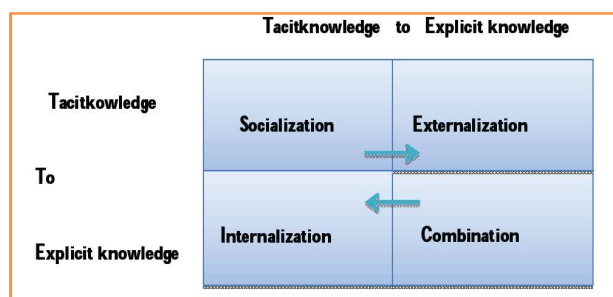 Tacitknowledge to Explicit knowledge
Tacitkowledge
Socialization Externalization
To
Internalization Combination
Explicit knowledge